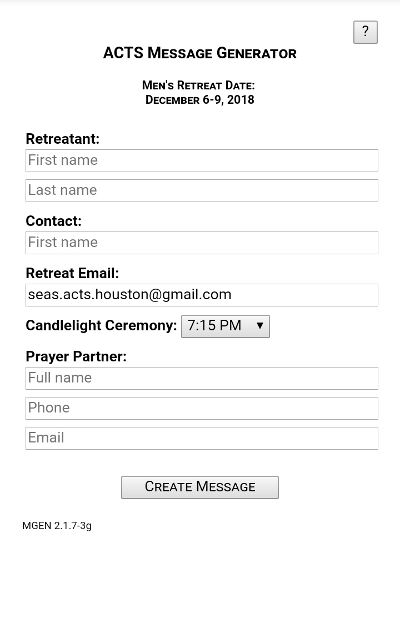 ?
ACTS MESSAGE GENERATOR
MEN'S RETREAT DATE:
DECEMBER 6-9, 2018
Retreatant:
First name
Last name
Contact:
First name
Retreat Email:
seas.acts.houston@gmail.com
Candlelight Ceremony: 7:15 PM ▼
Prayer Partner:
Full name
Phone
Email
CREATE MESSAGE
MGEN 2.1.7-3g